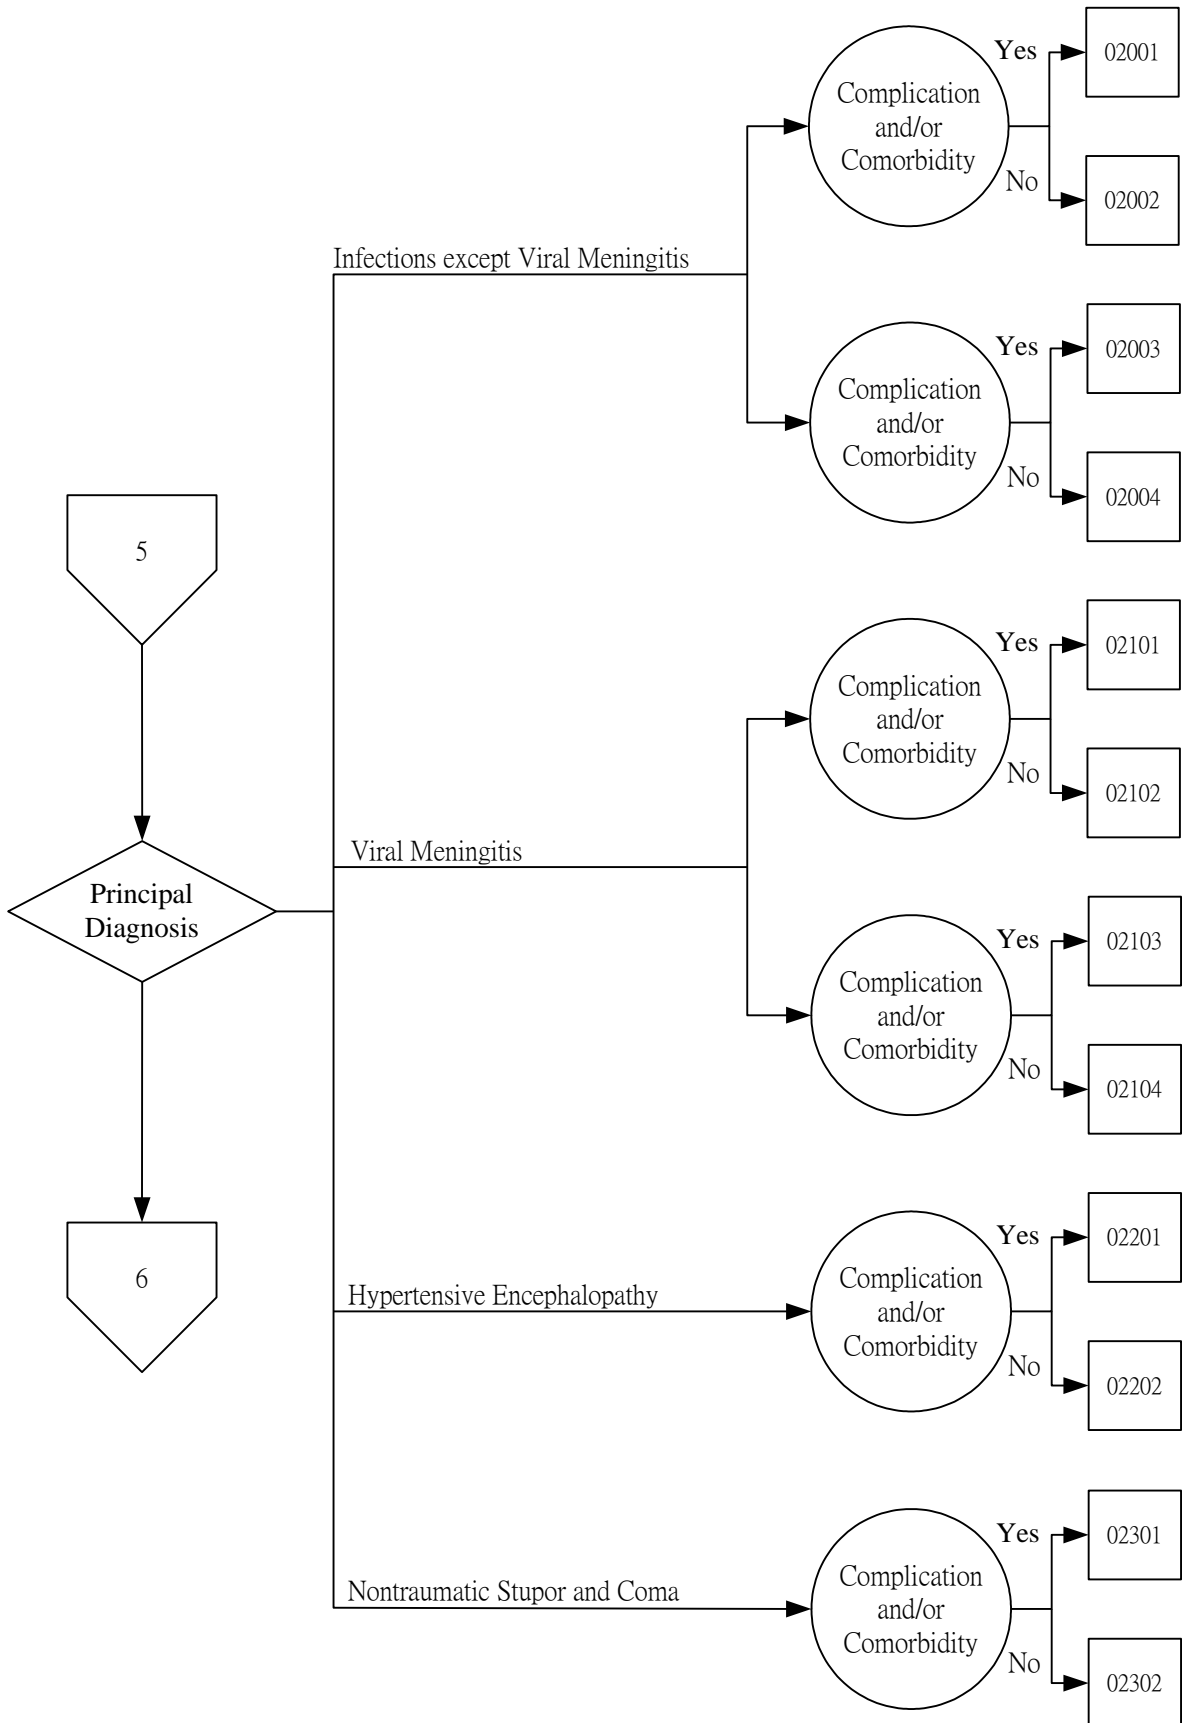 Yes
02001
Complication
and/or
Comorbidity
No
02002
Infections except Viral Meningitis
Yes
02003
Complication
and/or
Comorbidity
No
02004
5
Yes
02101
Complication
and/or
Comorbidity
No
02102
Viral Meningitis
Principal
Diagnosis
Yes
02103
Complication
and/or
Comorbidity
No
02104
6
Yes
02201
Hypertensive Encephalopathy
Complication
and/or
Comorbidity
No
02202
Yes
02301
Nontraumatic Stupor and Coma
Complication
and/or
Comorbidity
No
02302